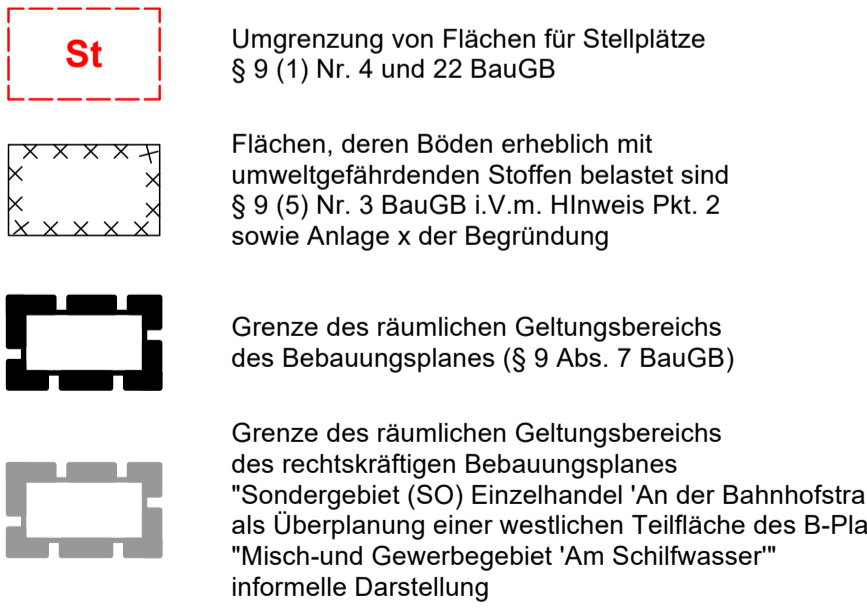 St
Umgrenzung von Flächen für Stellplätze
§ 9 (1) Nr. 4 und 22 BauGB
Flächen, deren Böden erheblich mit
umweltgefährdenden Stoffen belastet sind
§ 9 (5) Nr. 3 BauGB i.V.m. HInweis Pkt. 2
sowie Anlage x der Begründung
Grenze des räumlichen Geltungsbereichs
des Bebauungsplanes (§ 9 Abs. 7 BauGB)
Grenze des räumlichen Geltungsbereichs
des rechtskräftigen Bebauungsplanes
"Sondergebiet (SO) Einzelhandel 'An der Bahnhofstra
als Überplanung einer westlichen Teilfläche des B-Pla
"Misch-und Gewerbegebiet 'Am Schilfwasser'"
informelle Darstellung